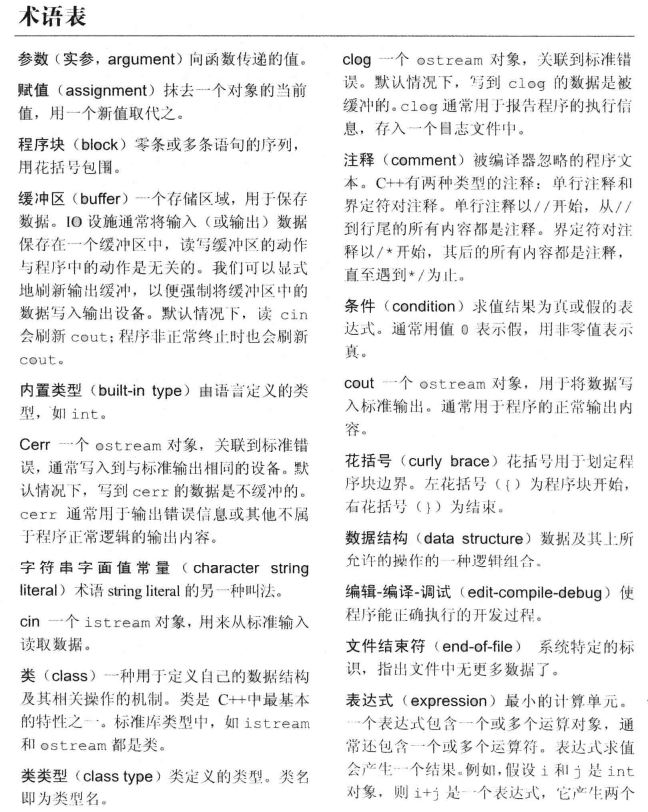 术语表
参数（实参，argument）向函数传递的值。
赋值（assignment）抹去一个对象的当前
值，用一个新值取代之。
程序块（block）零条或多条语句的序列，
用花括号包围。
缓冲区（buffer）一个存储区域，用于保存
数据。IO 设施通常将输入（或输出）数据
保存在一个缓冲区中，读写缓冲区的动作
与程序中的动作是无关的。我们可以显式
地刷新输出缓冲，以便强制将缓冲区中的
数据写入输出设备。默认情况下，读 cin
会刷新 cout；程序非正常终止时也会刷新
cout。
内置类型（built-in type）由语言定义的类
型，如 int。
Cerr 一个 ostream 对象，关联到标准错
误，通常写入到与标准输出相同的设备。默
认情况下，写到 cerr 的数据是不缓冲的。
cerr 通常用于输出错误信息或其他不属
于程序正常逻辑的输出内容。
字符串字面值常量（character string
literal）术语 string literal 的另一种叫法。
cin 一个 istream 对象，用来从标准输入
读取数据。
类（class）一种用于定义自己的数据结构
及其相关操作的机制。类是 C++中最基本
的特性之一。标准库类型中，如 istream
和 ostream 都是类。
类类型（class type）类定义的类型。类名
即为类型名。
clog 一个 ostream 对象，关联到标准错
误。默认情况下，写到 clog 的数据是被
缓冲的。clog 通常用于报告程序的执行信
息，存入一个日志文件中。
注释（comment）被编译器忽略的程序文
本。C++有两种类型的注释：单行注释和
界定符对注释。单行注释以//开始，从//
到行尾的所有内容都是注释。界定符对注
释以/*开始，其后的所有内容都是注释，
直至遇到*/为止。
条件（condition）求值结果为真或假的表
达式。通常用值 0 表示假，用非零值表示
真。
cout 一个 ostream 对象，用于将数据写
入标准输出。通常用于程序的正常输出内
容。
花括号（curly brace）花括号用于划定程
序块边界。左花括号（{）为程序块开始，
右花括号（}）为结束。
数据结构（data structure）数据及其上所
允许的操作的一种逻辑组合。
编辑-编译-调试（edit-compile-debug）使
程序能正确执行的开发过程。
文件结束符（end-of-file） 系统特定的标
识，指出文件中无更多数据了。
表达式（expression）最小的计算单元。
一个表达式包含一个或多个运算对象，通
常还包含一个或多个运算符。表达式求值
会产生一个结果。例如，假设 i 和 j 是 int
对象，则 i+j 是一个表达式，它产生两个